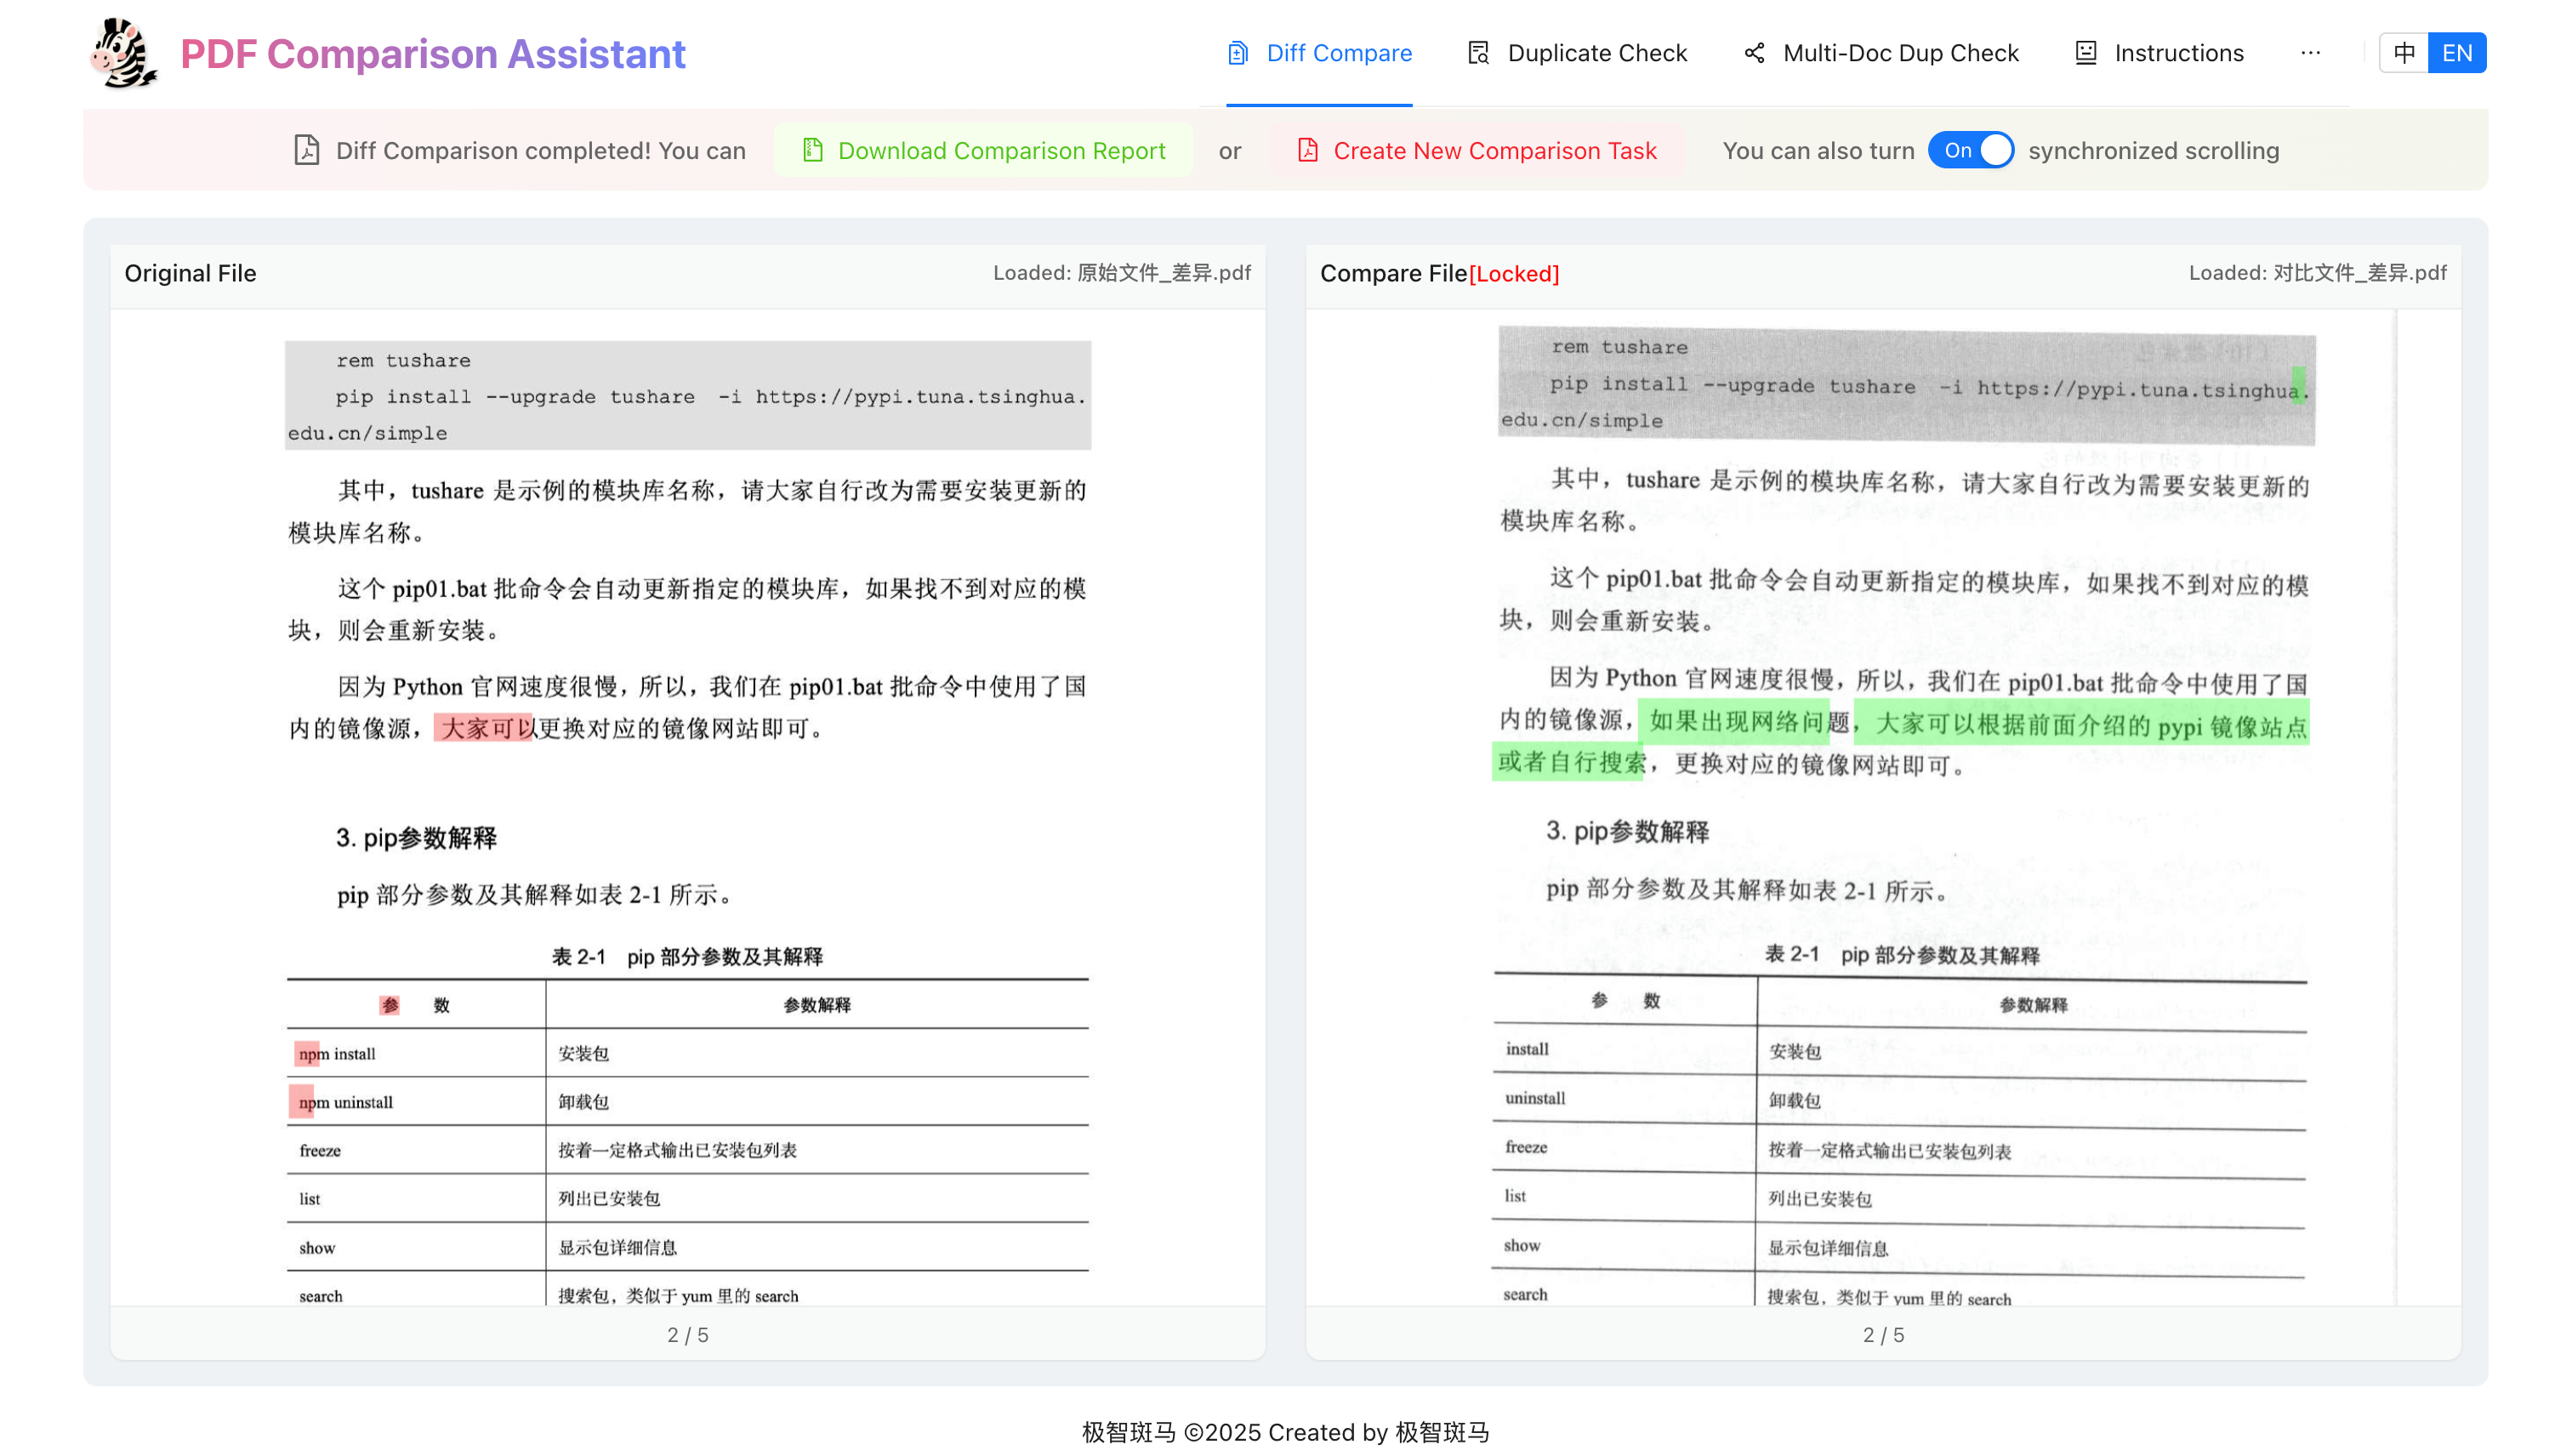 PDF Comparison Assistant
Diff Compare
Duplicate Check
Multi-Doc Dup Check
Instructions
···
中
EN
Diff Comparison completed! You can
Download Comparison Report
or
Create New Comparison Task
You can also turn
On
synchronized scrolling
Original File
Loaded: 原始文件_差异.pdf
rem tushare
pip install --upgrade tushare -i https://pypi.tuna.tsinghua.
edu.cn/simple
其中，tushare 是示例的模块库名称，请大家自行改为需要安装更新的
模块库名称。
这个 pip01.bat 批命令会自动更新指定的模块库，如果找不到对应的模
块，则会重新安装。
因为 Python 官网速度很慢，所以，我们在 pip01.bat 批命令中使用了国
内的镜像源，大家可以更换对应的镜像网站即可。
3. pip参数解释
pip 部分参数及其解释如表 2-1 所示。
表 2-1 pip 部分参数及其解释
参 数 参数解释
npm install 安装包
npm uninstall 卸载包
freeze 按着一定格式输出已安装包列表
list 列出已安装包
show 显示包详细信息
search 搜索包，类似于 yum 里的 search
2 / 5
Compare File[Locked]
Loaded: 对比文件_差异.pdf
rem tushare
pip install --upgrade tushare -i https://pypi.tuna.tsinghua.
edu.cn/simple
其中，tushare 是示例的模块库名称，请大家自行改为需要安装更新的
模块库名称。
这个 pip01.bat 批命令会自动更新指定的模块库，如果找不到对应的模
块，则会重新安装。
因为 Python 官网速度很慢，所以，我们在 pip01.bat 批命令中使用了国
内的镜像源，如果出现网络问题，大家可以根据前面介绍的 pypi 镜像站点
或者自行搜索，更换对应的镜像网站即可。
3. pip参数解释
pip 部分参数及其解释如表 2-1 所示。
表 2-1 pip 部分参数及其解释
参 数 参数解释
install 安装包
uninstall 卸载包
freeze 按着一定格式输出已安装包列表
list 列出已安装包
show 显示包详细信息
search 搜索包，类似于 yum 里的 search
2 / 5
极智斑马 ©2025 Created by 极智斑马